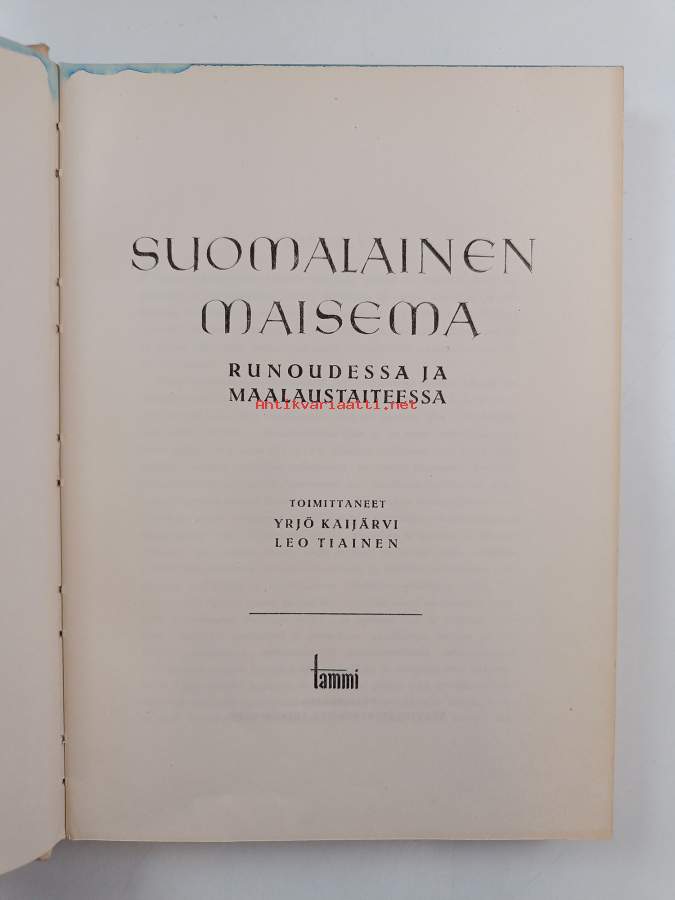 SUOMALAINEN
MAISEMA
RUNOUDESSA JA
MAALAUSTAITEESSA
Antikvariaatti.net
TOIMITTANEET
YRJÖ KAIJÄRVI
LEO TIAINEN
tammi